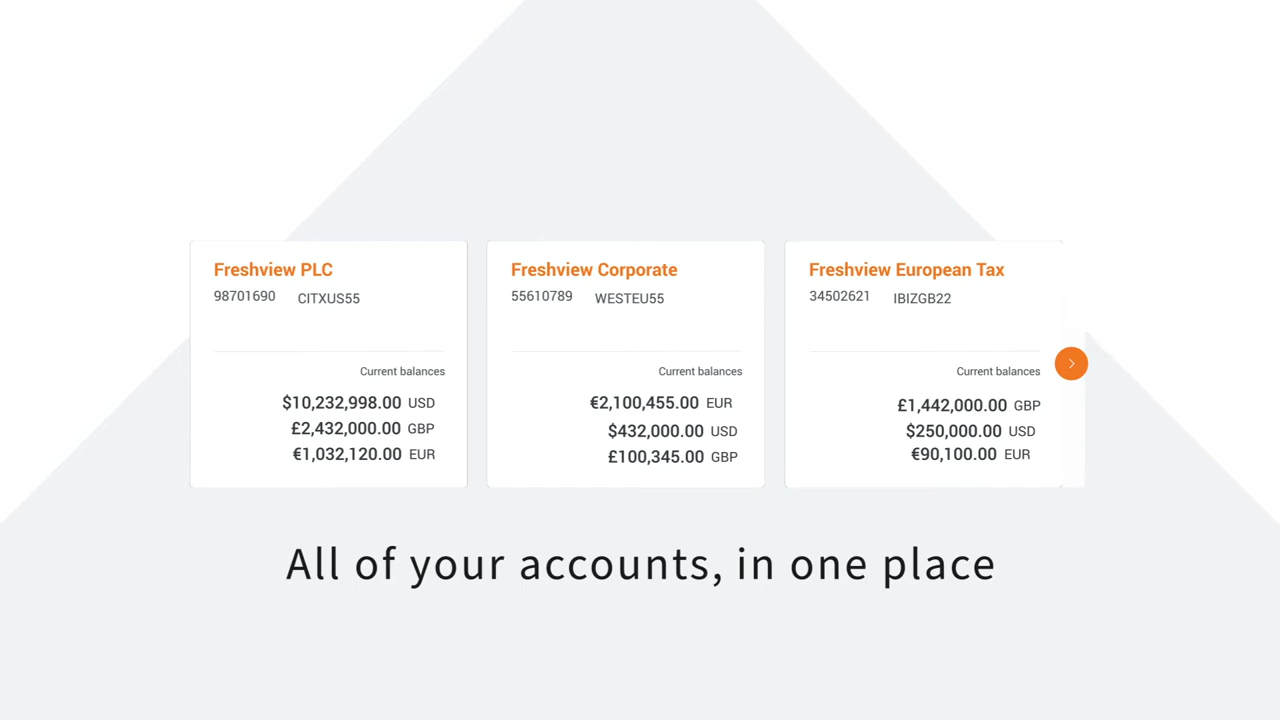 Freshview PLC
98701690 CITXUS55
Current balances
$10,232,998.00 USD
£2,432,000.00 GBP
€1,032,120.00 EUR
Freshview Corporate
55610789 WESTEU55
Current balances
€2,100,455.00 EUR
$432,000.00 USD
£100,345.00 GBP
Freshview European Tax
34502621 IBIZGB22
Current balances
£1,442,000.00 GBP
$250,000.00 USD
€90,100.00 EUR
All of your accounts, in one place